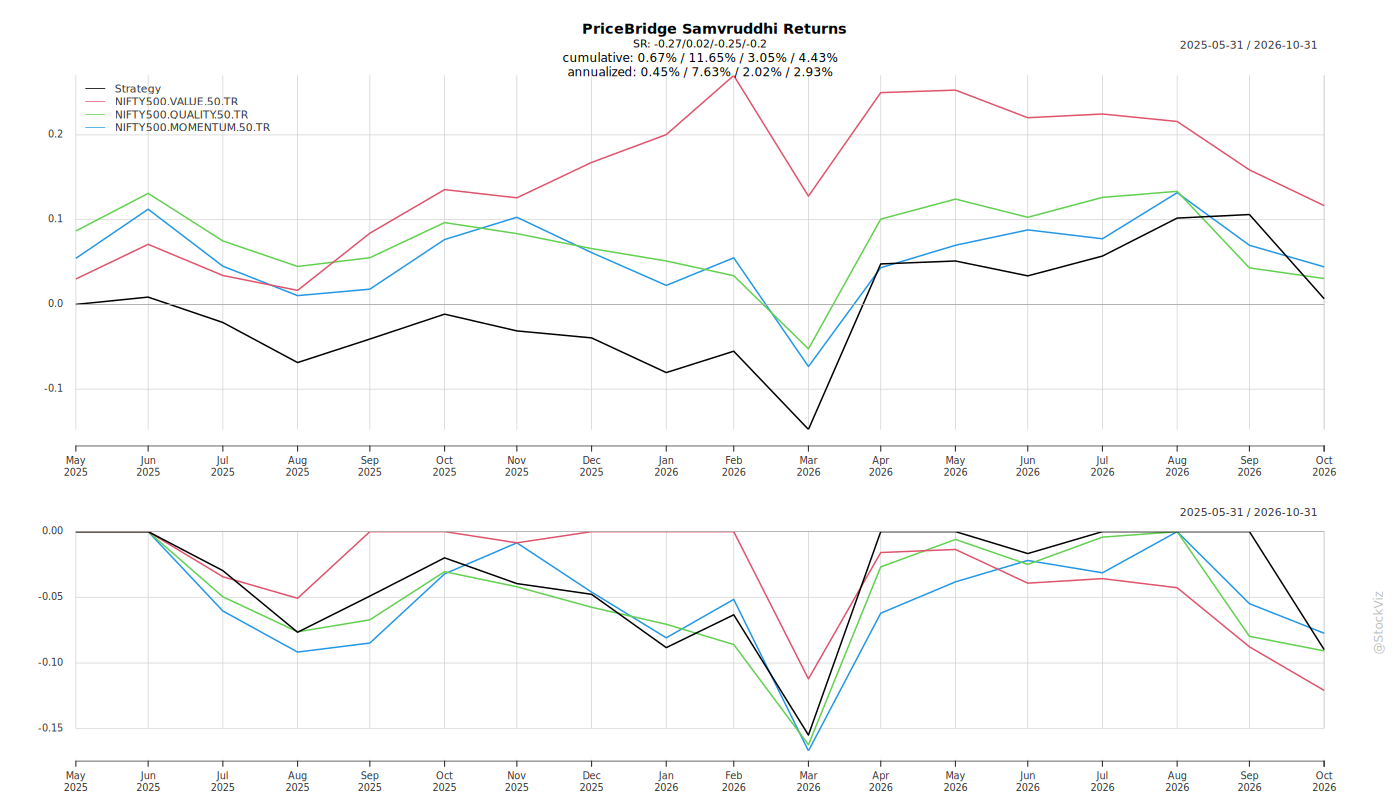 PriceBridge Samvruddhi Returns
SR: -0.27/0.02/-0.25/-0.2
2025-05-31 / 2026-10-31
cumulative: 0.67% / 11.65% / 3.05% / 4.43%
annualized: 0.45% / 7.63% / 2.02% / 2.93%
Strategy
NIFTY500.VALUE.50.TR
NIFTY500.QUALITY.50.TR
NIFTY500.MOMENTUM.50.TR
0.2
0.1
0.0
-0.1
May Jun Jul Aug Sep Oct Nov Dec Jan Feb Mar Apr May Jun Jul Aug Sep Oct
2025 2025 2025 2025 2025 2025 2025 2025 2026 2026 2026 2026 2026 2026 2026 2026 2026 2026
2025-05-31 / 2026-10-31
0.00
-0.05
-0.10
-0.15
May Jun Jul Aug Sep Oct Nov Dec Jan Feb Mar Apr May Jun Jul Aug Sep Oct
2025 2025 2025 2025 2025 2025 2025 2025 2026 2026 2026 2026 2026 2026 2026 2026 2026 2026
@StockViz